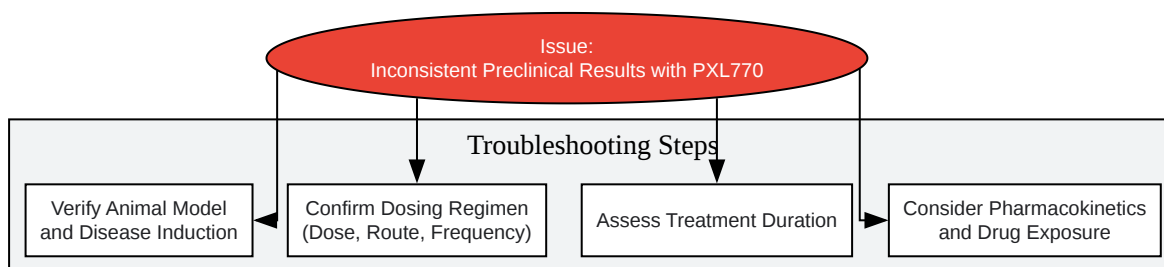 Issue:
Inconsistent Preclinical Results with PXL770
Troubleshooting Steps
Verify Animal Model
and Disease Induction
Confirm Dosing Regimen
(Dose, Route, Frequency)
Assess Treatment Duration
Consider Pharmacokinetics
and Drug Exposure